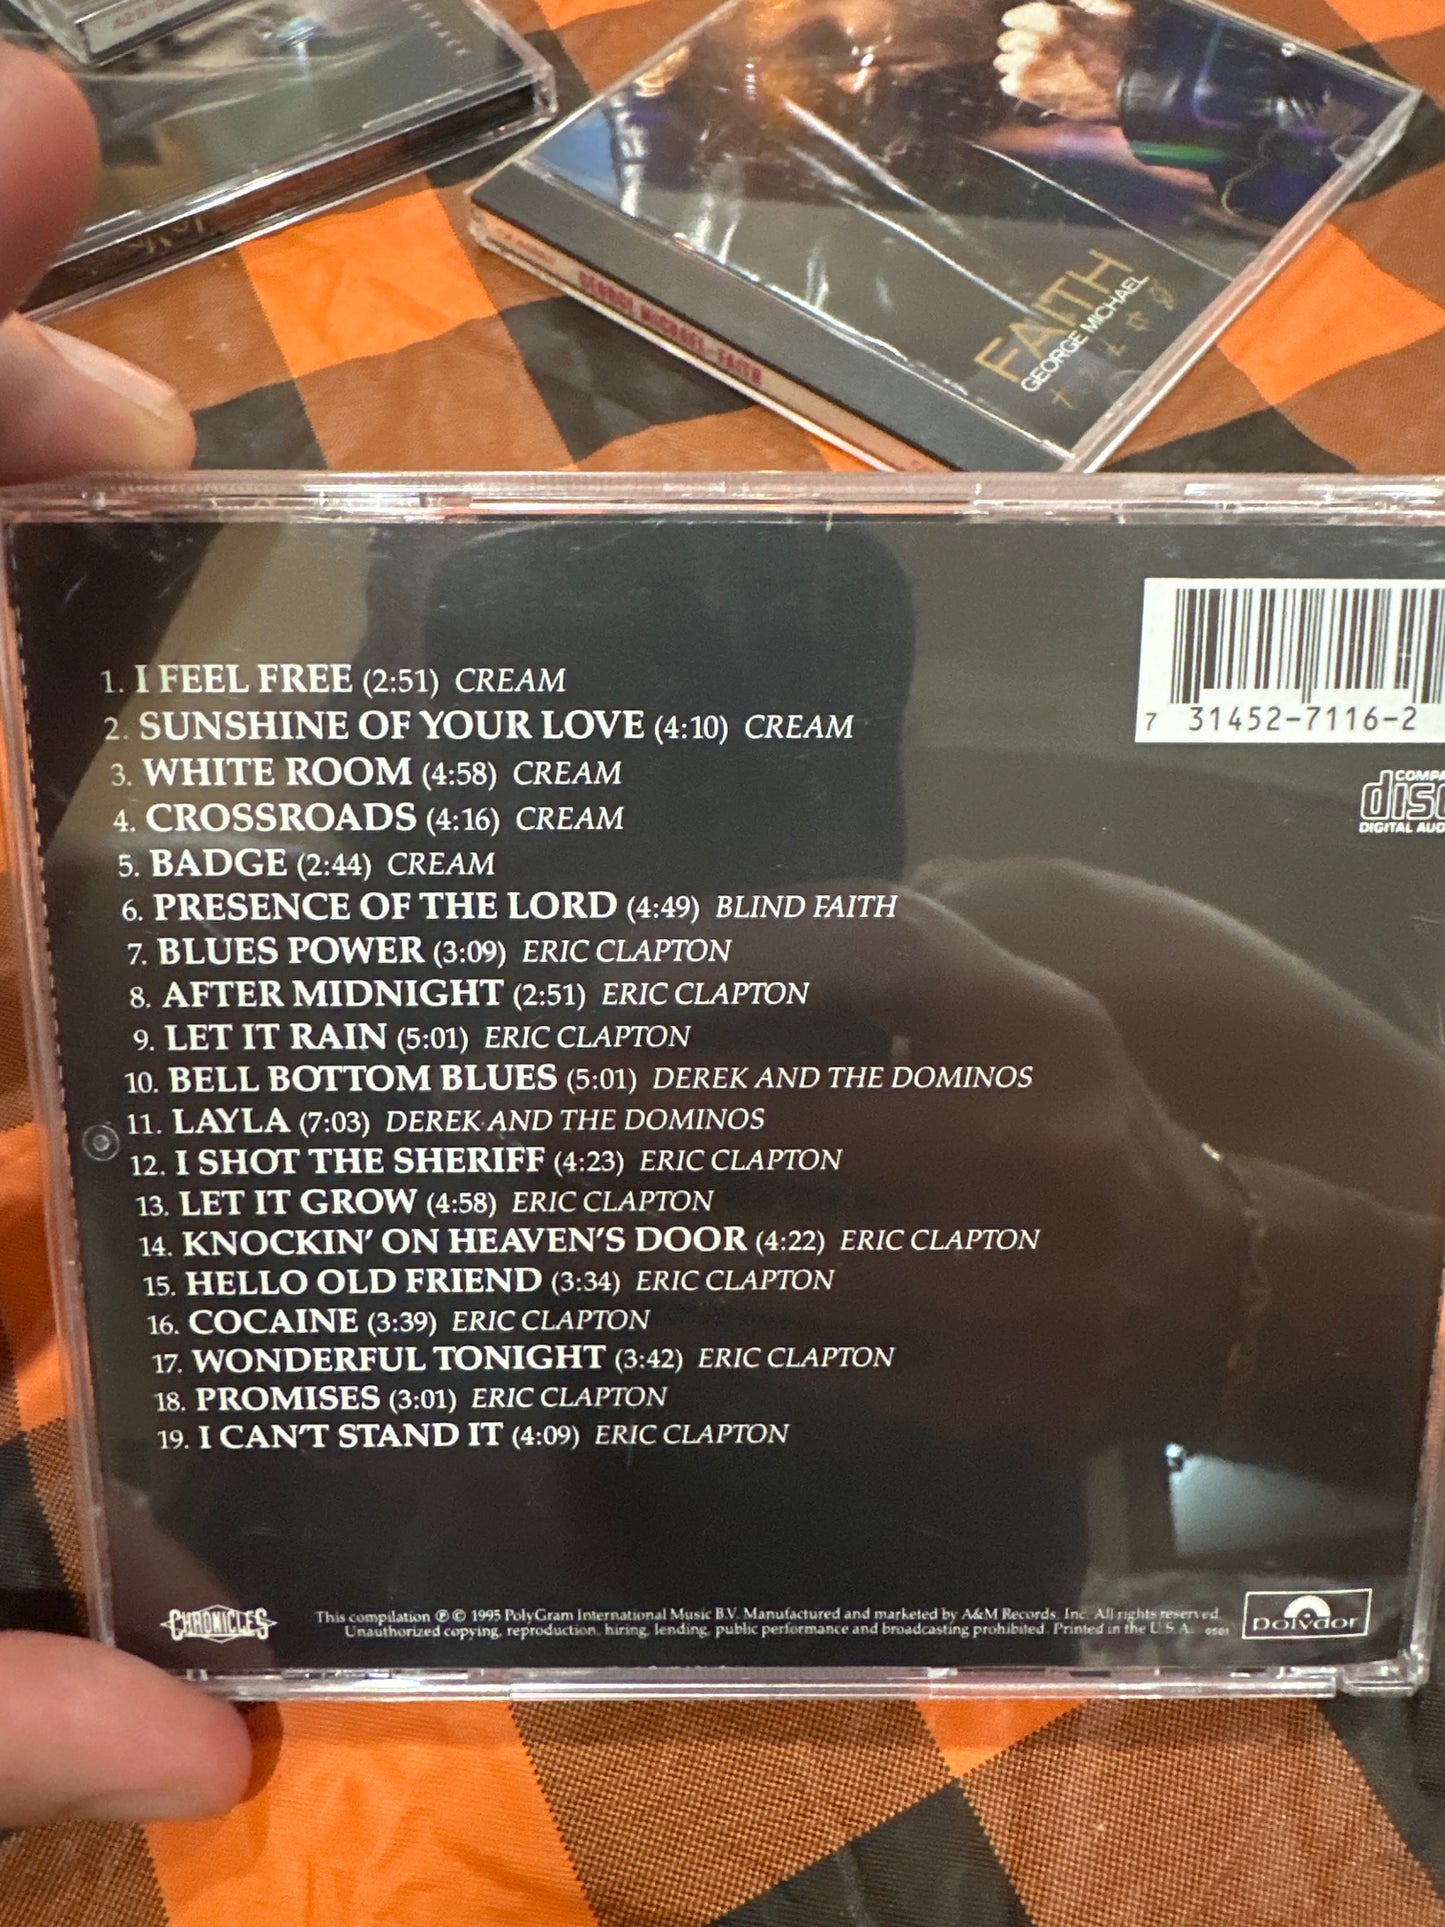 GEORGE MICHAEL - FAITH
FAITH
GEORGE MICHAEL
1. I FEEL FREE (2:51) CREAM
2. SUNSHINE OF YOUR LOVE (4:10) CREAM
3. WHITE ROOM (4:58) CREAM
4. CROSSROADS (4:16) CREAM
5. BADGE (2:44) CREAM
6. PRESENCE OF THE LORD (4:49) BLIND FAITH
7. BLUES POWER (3:09) ERIC CLAPTON
8. AFTER MIDNIGHT (2:51) ERIC CLAPTON
9. LET IT RAIN (5:01) ERIC CLAPTON
10. BELL BOTTOM BLUES (5:01) DEREK AND THE DOMINOS
11. LAYLA (7:03) DEREK AND THE DOMINOS
12. I SHOT THE SHERIFF (4:23) ERIC CLAPTON
13. LET IT GROW (4:58) ERIC CLAPTON
14. KNOCKIN' ON HEAVEN'S DOOR (4:22) ERIC CLAPTON
15. HELLO OLD FRIEND (3:34) ERIC CLAPTON
16. COCAINE (3:39) ERIC CLAPTON
17. WONDERFUL TONIGHT (3:42) ERIC CLAPTON
18. PROMISES (3:01) ERIC CLAPTON
19. I CAN'T STAND IT (4:09) ERIC CLAPTON
7 31452-7116-2
DIGITAL
CHRONICLES
This compilation ℗ © 1995 PolyGram International Music B.V. Manufactured and marketed by A&M Records, Inc. All rights reserved.
Unauthorized copying, reproduction, hiring, lending, public performance and broadcasting prohibited. Printed in the U.S.A. 0501
polydor